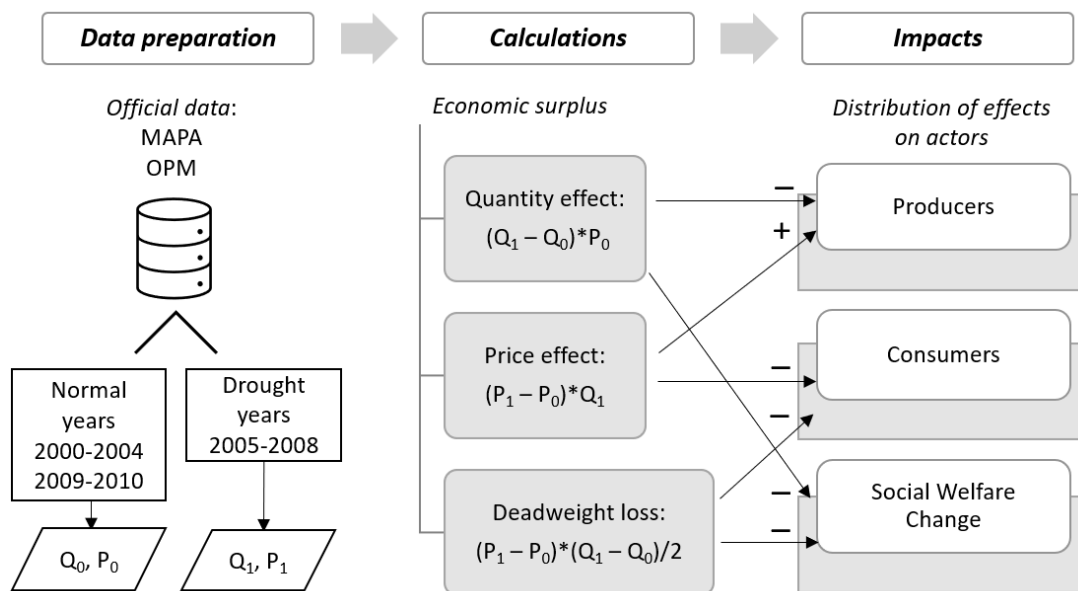 Data preparation
Calculations
Impacts
Official data:
MAPA
OPM
Normal
years
2000-2004
2009-2010
Drought
years
2005-2008
Q₀, P₀
Q₁, P₁
Economic surplus
Quantity effect:
(Q₁ – Q₀)*P₀
Price effect:
(P₁ – P₀)*Q₁
Deadweight loss:
(P₁ – P₀)*(Q₁ – Q₀)/2
Distribution of effects
on actors
–
Producers
+
–
Consumers
–
–
Social Welfare
Change
–